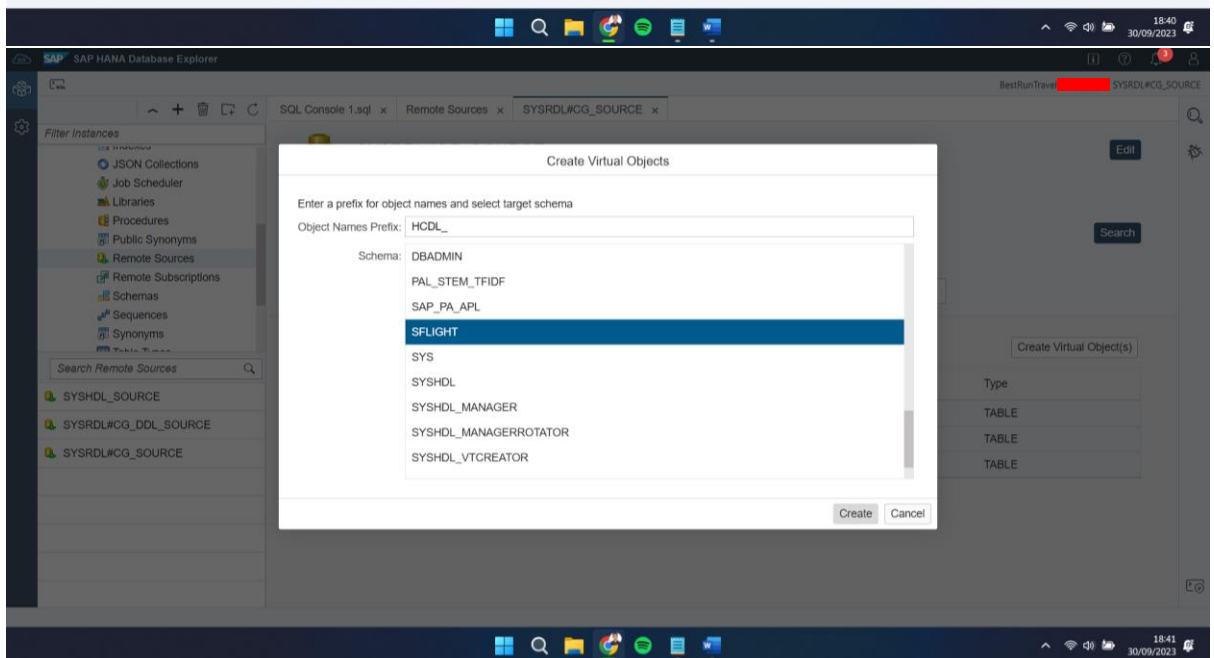 18:40
30/09/2023
SAP SAP HANA Database Explorer
3
BestRunTravel SYSRDL#CG_SOURCE
SQL Console 1.sql × Remote Sources × SYSRDL#CG_SOURCE ×
Filter Instances
JSON Collections
Job Scheduler
Libraries
Procedures
Public Synonyms
Remote Sources
Remote Subscriptions
Schemas
Sequences
Synonyms
Search Remote Sources
SYSHDL_SOURCE
SYSRDL#CG_DDL_SOURCE
SYSRDL#CG_SOURCE
Edit
Search
Create Virtual Object(s)
Type
TABLE
TABLE
TABLE
Create Virtual Objects
Enter a prefix for object names and select target schema
Object Names Prefix: HCDL_
Schema: DBADMIN
PAL_STEM_TFIDF
SAP_PA_APL
SFLIGHT
SYS
SYSHDL
SYSHDL_MANAGER
SYSHDL_MANAGERROTATOR
SYSHDL_VTCREATOR
Create Cancel
18:41
30/09/2023